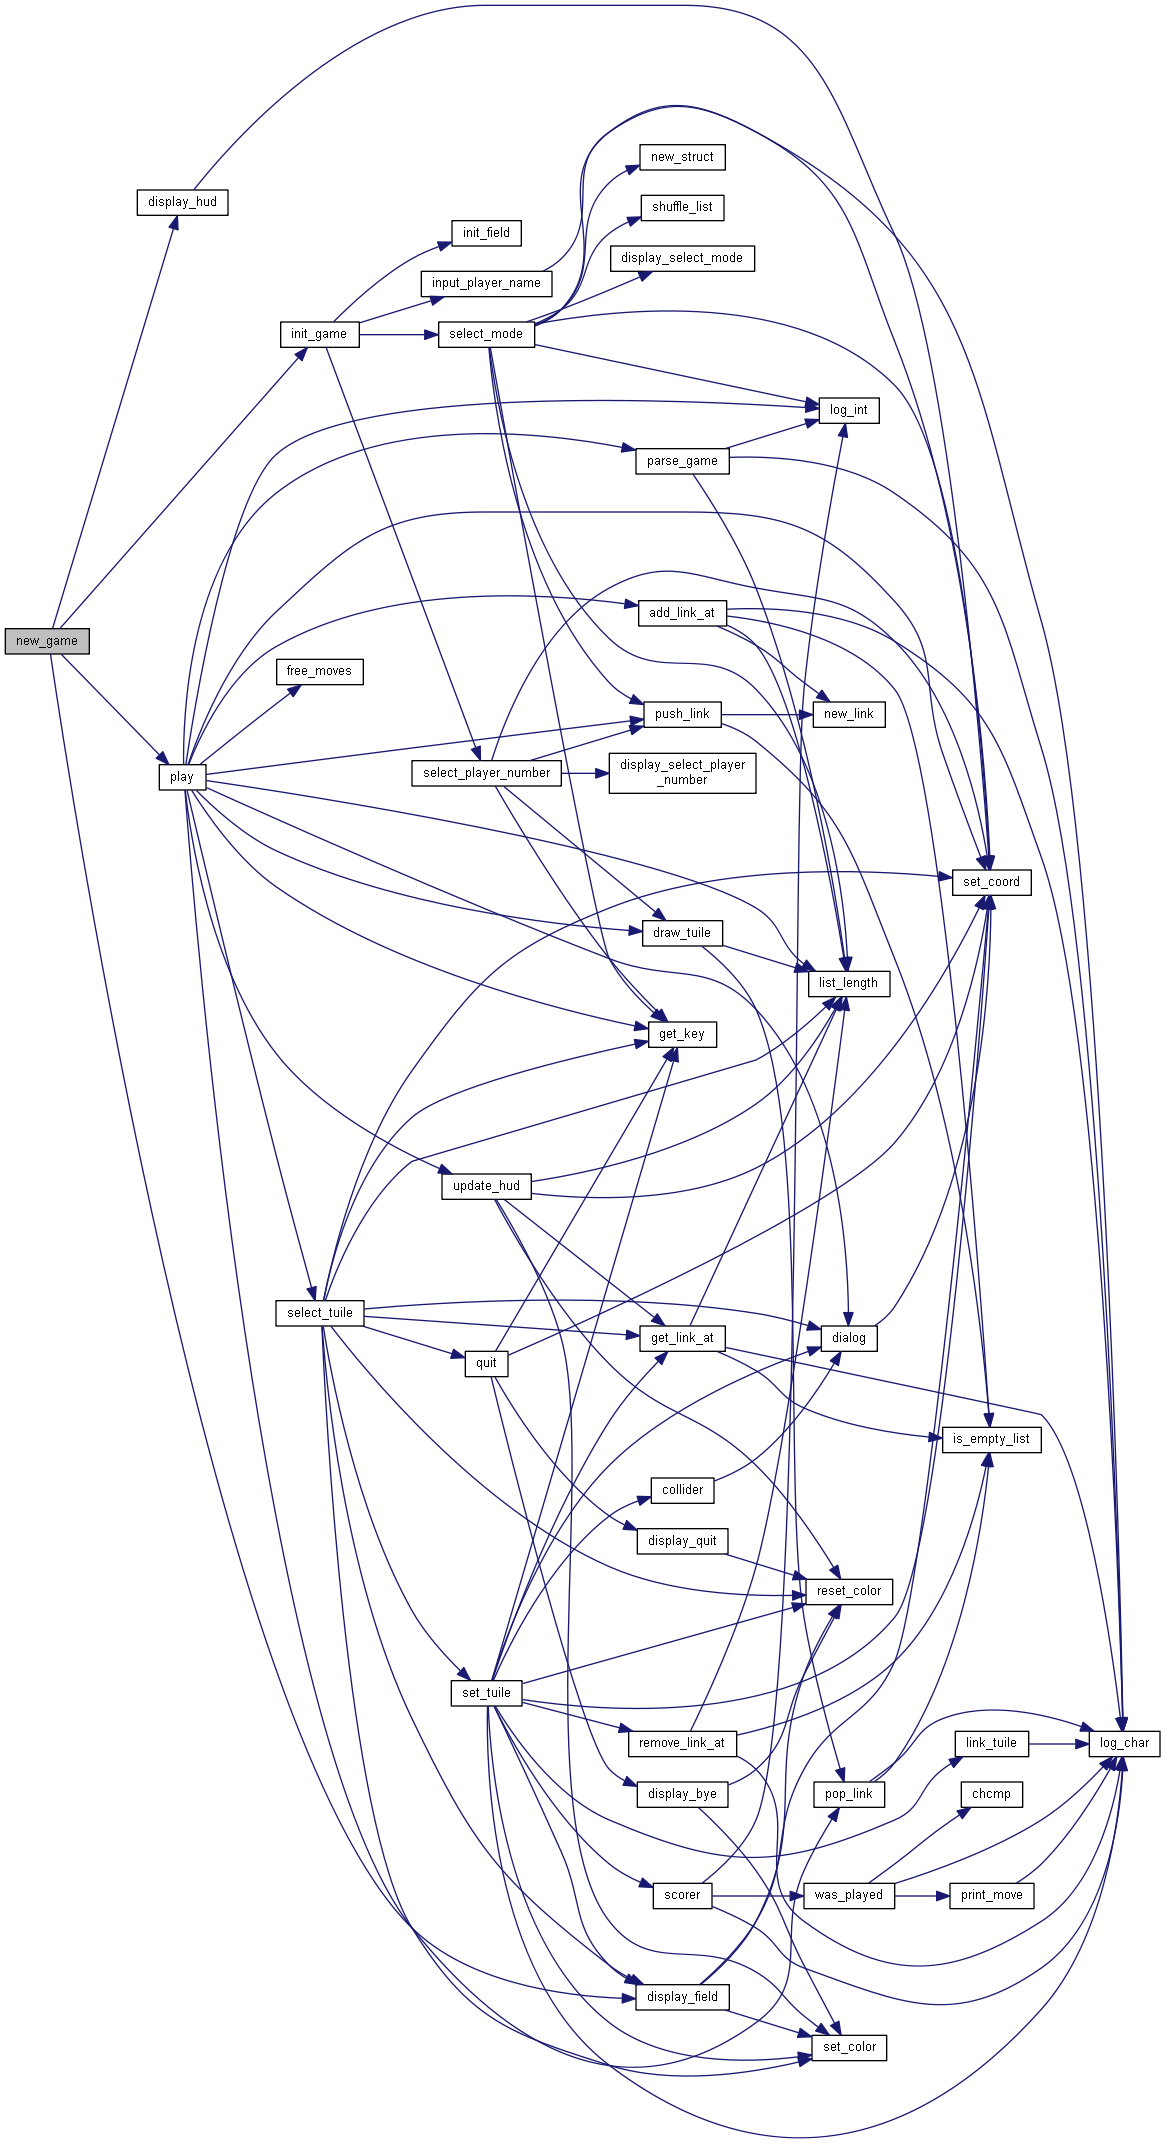 new_game
display_hud
init_game
play
free_moves
select_tuile
init_field
input_player_name
select_mode
select_player_number
update_hud
quit
set_tuile
new_struct
shuffle_list
display_select_mode
parse_game
add_link_at
push_link
display_select_player
_number
draw_tuile
get_key
get_link_at
collider
display_quit
remove_link_at
display_bye
scorer
display_field
log_int
new_link
list_length
dialog
reset_color
pop_link
was_played
set_color
set_coord
is_empty_list
link_tuile
chcmp
print_move
log_char